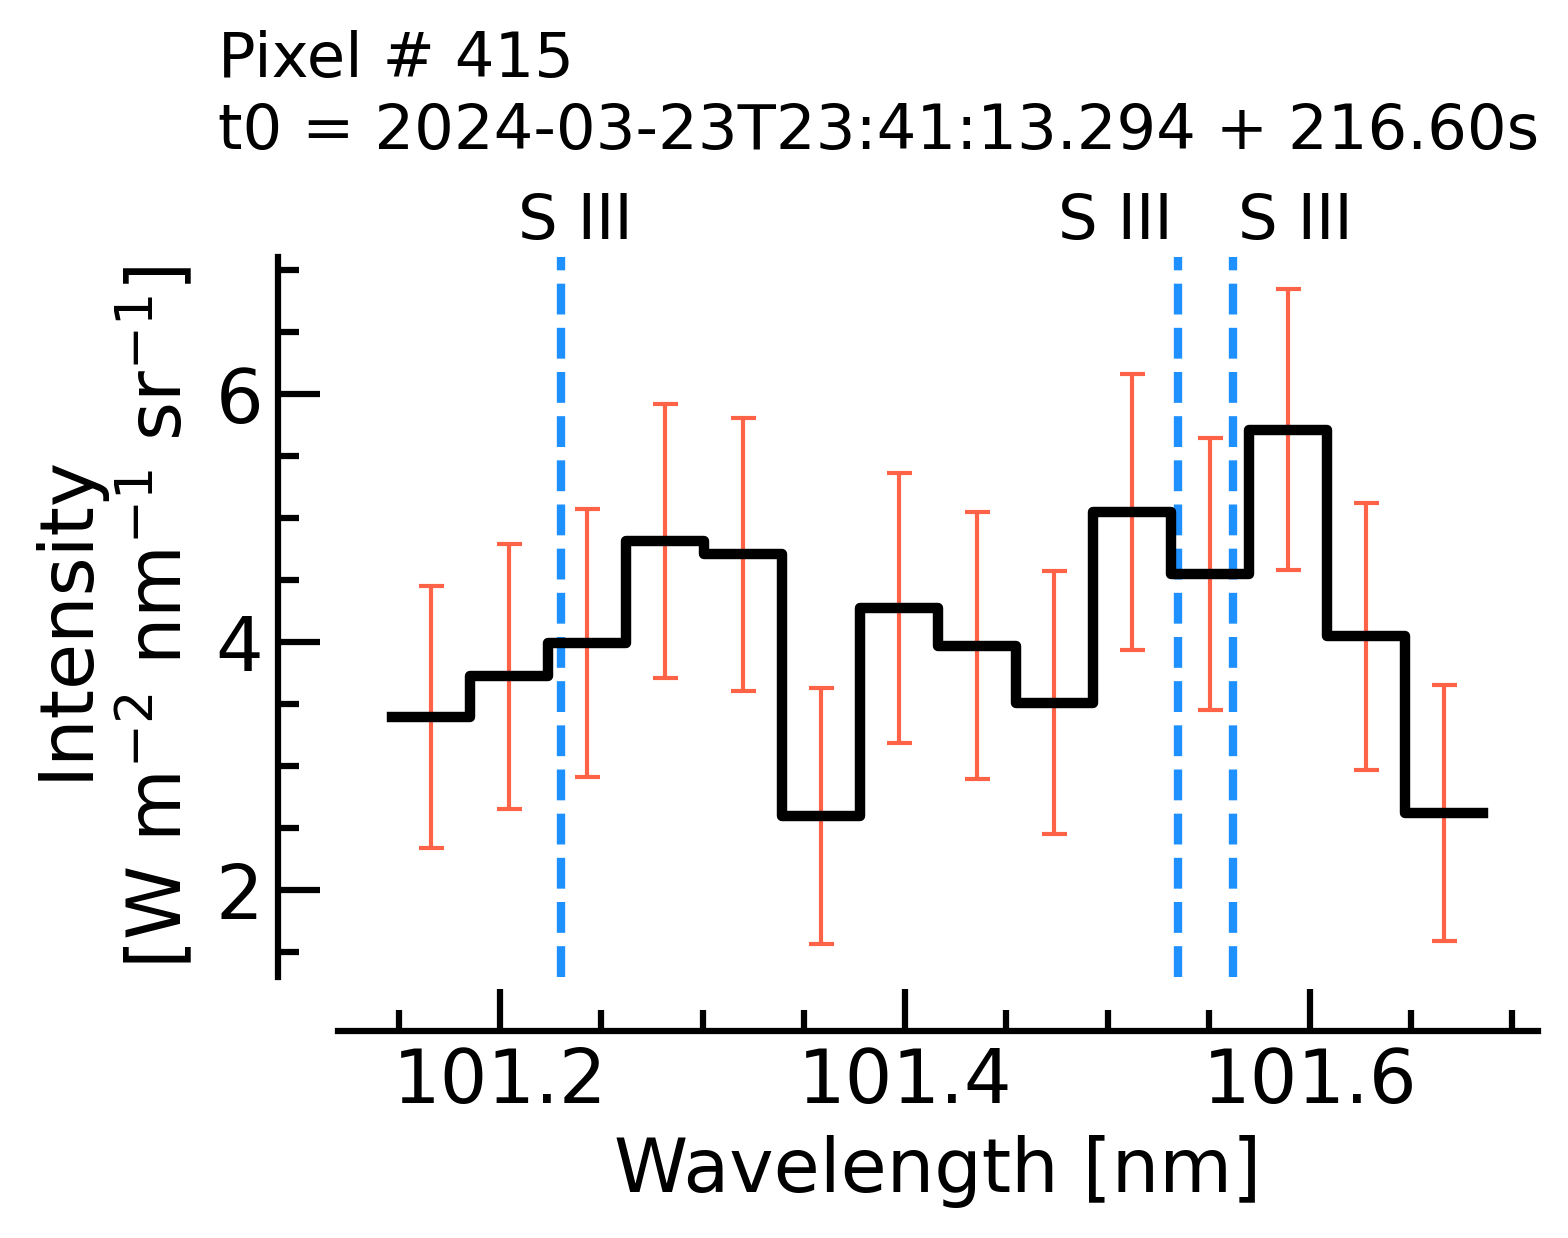 Pixel # 415
t0 = 2024-03-23T23:41:13.294 + 216.60s
S III S III S III
Intensity
[W m⁻² nm⁻¹ sr⁻¹]
6
4
2
101.2 101.4 101.6
Wavelength [nm]